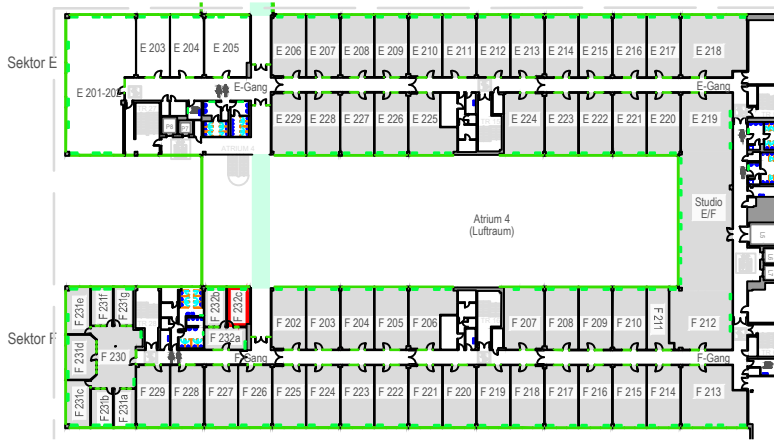 Sektor E
E 203
E 204
E 205
E 206
E 207
E 208
E 209
E 210
E 211
E 212
E 213
E 214
E 215
E 216
E 217
E 218
E 201-202
E-Gang
E-Gang
E 229
E 228
E 227
E 226
E 225
E 224
E 223
E 222
E 221
E 220
E 219
ATRIUM 4
Atrium 4
(Luftraum)
Studio
E/F
Sektor F
F 231e
F 231f
F 231g
F 232b
F 232c
F 202
F 203
F 204
F 205
F 206
F 207
F 208
F 209
F 210
F 211
F 212
F 232a
F 231d
F 230
F-Gang
F-Gang
F 231c
F 231b
F 231a
F 229
F 228
F 227
F 226
F 225
F 224
F 223
F 222
F 221
F 220
F 219
F 218
F 217
F 216
F 215
F 214
F 213